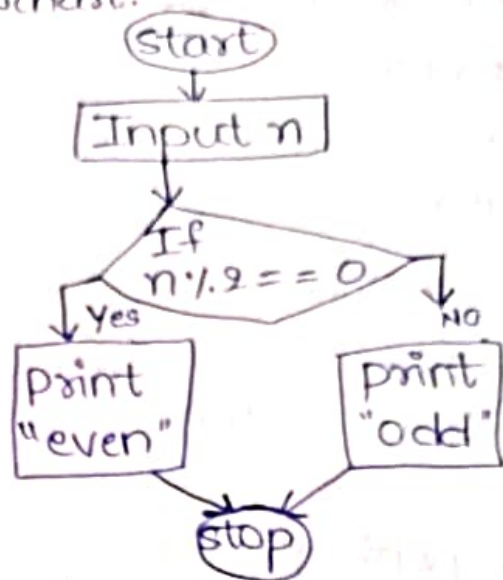 start
Input n
If
n%2 == 0
Yes
NO
print
"even"
print
"odd"
stop